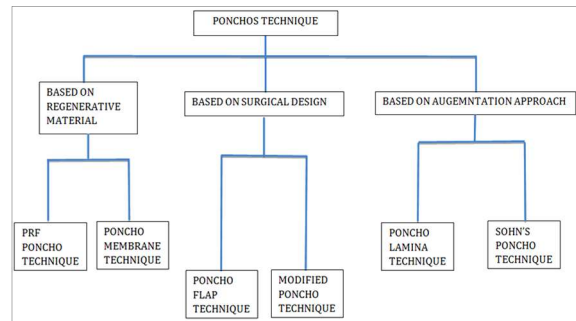 PONCHOS TECHNIQUE
BASED ON
REGENERATIVE
MATERIAL
BASED ON SURGICAL DESIGN
BASED ON AUGEMNTATION APPROACH
PRF
PONCHO
TECHNIQUE
PONCHO
MEMBRANE
TECHNIQUE
PONCHO
FLAP
TECHNIQUE
MODIFIED
PONCHO
TECHNIQUE
PONCHO
LAMINA
TECHNIQUE
SOHN'S
PONCHO
TECHNIQUE